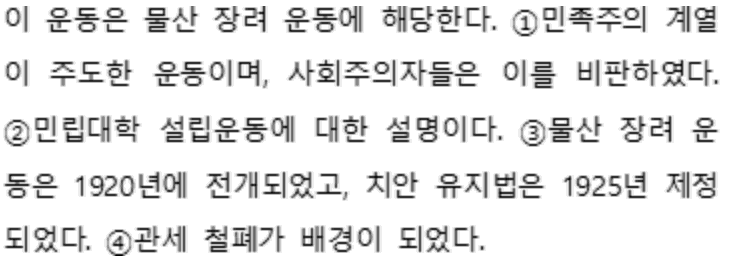 이 운동은 물산 장려 운동에 해당한다. ①민족주의 계열
이 주도한 운동이며, 사회주의자들은 이를 비판하였다.
②민립대학 설립운동에 대한 설명이다. ③물산 장려 운
동은 1920년에 전개되었고, 치안 유지법은 1925년 제정
되었다. ④관세 철폐가 배경이 되었다.